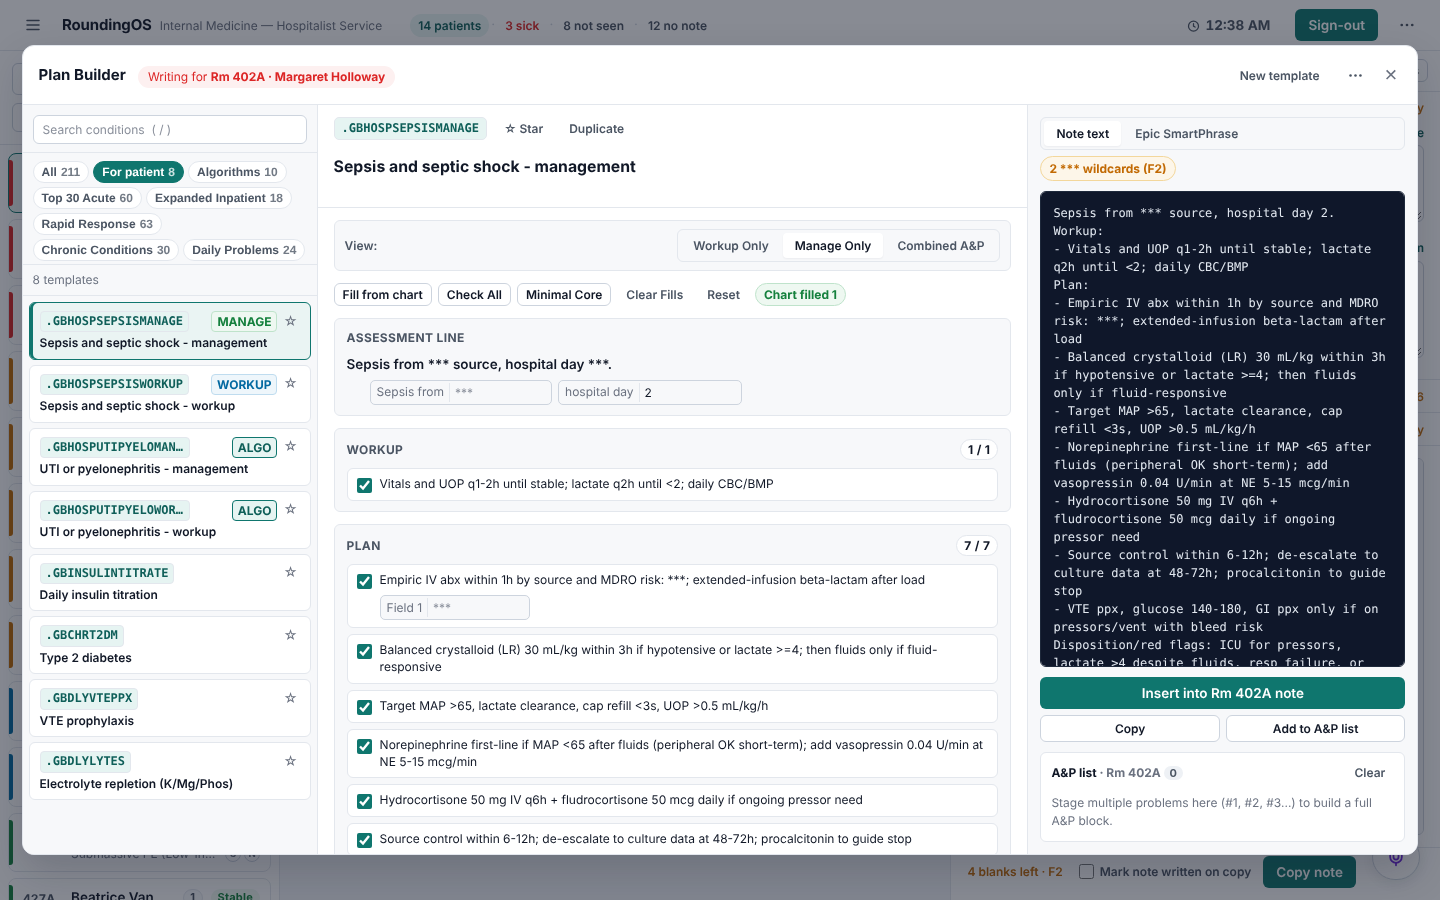 RoundingOS
Internal Medicine — Hospitalist Service
14 patients · 3 sick · 8 not seen · 12 no note
12:38 AM
Sign-out
Plan Builder
Writing for Rm 402A · Margaret Holloway
New template
Search conditions ( / )
All 211
For patient 8
Algorithms 10
Top 30 Acute 60
Expanded Inpatient 18
Rapid Response 63
Chronic Conditions 30
Daily Problems 24
8 templates
.GBHOSPSEPSISMANAGE MANAGE
Sepsis and septic shock - management
.GBHOSPSEPSISWORKUP WORKUP
Sepsis and septic shock - workup
.GBHOSPUTIPYELOMAN… ALGO
UTI or pyelonephritis - management
.GBHOSPUTIPYELOWOR… ALGO
UTI or pyelonephritis - workup
.GBINSULINTITRATE
Daily insulin titration
.GBCHRT2DM
Type 2 diabetes
.GBDLYVTEPPX
VTE prophylaxis
.GBDLYLYTES
Electrolyte repletion (K/Mg/Phos)
.GBHOSPSEPSISMANAGE
Star
Duplicate
Sepsis and septic shock - management
View:
Workup Only
Manage Only
Combined A&P
Fill from chart
Check All
Minimal Core
Clear Fills
Reset
Chart filled 1
ASSESSMENT LINE
Sepsis from *** source, hospital day ***.
Sepsis from ***
hospital day 2
WORKUP
1 / 1
Vitals and UOP q1-2h until stable; lactate q2h until <2; daily CBC/BMP
PLAN
7 / 7
Empiric IV abx within 1h by source and MDRO risk: ***; extended-infusion beta-lactam after load
Field 1 ***
Balanced crystalloid (LR) 30 mL/kg within 3h if hypotensive or lactate >=4; then fluids only if fluid-
responsive
Target MAP >65, lactate clearance, cap refill <3s, UOP >0.5 mL/kg/h
Norepinephrine first-line if MAP <65 after fluids (peripheral OK short-term); add vasopressin 0.04 U/min at
NE 5-15 mcg/min
Hydrocortisone 50 mg IV q6h + fludrocortisone 50 mcg daily if ongoing pressor need
Source control within 6-12h; de-escalate to culture data at 48-72h; procalcitonin to guide stop
Note text
Epic SmartPhrase
2 *** wildcards (F2)
Sepsis from *** source, hospital day 2.
Workup:
- Vitals and UOP q1-2h until stable; lactate
q2h until <2; daily CBC/BMP
Plan:
- Empiric IV abx within 1h by source and MDRO
risk: ***; extended-infusion beta-lactam after
load
- Balanced crystalloid (LR) 30 mL/kg within 3h
if hypotensive or lactate >=4; then fluids
only if fluid-responsive
- Target MAP >65, lactate clearance, cap
refill <3s, UOP >0.5 mL/kg/h
- Norepinephrine first-line if MAP <65 after
fluids (peripheral OK short-term); add
vasopressin 0.04 U/min at NE 5-15 mcg/min
- Hydrocortisone 50 mg IV q6h +
fludrocortisone 50 mcg daily if ongoing
pressor need
- Source control within 6-12h; de-escalate to
culture data at 48-72h; procalcitonin to guide
stop
- VTE ppx, glucose 140-180, GI ppx only if on
pressors/vent with bleed risk
Disposition/red flags: ICU for pressors,
lactate >4 despite fluids, resp failure, or
Insert into Rm 402A note
Copy
Add to A&P list
A&P list · Rm 402A 0
Clear
Stage multiple problems here (#1, #2, #3…) to build a full
A&P block.
427A Beatrice Van 1 Stable
4 blanks left · F2
Mark note written on copy
Copy note